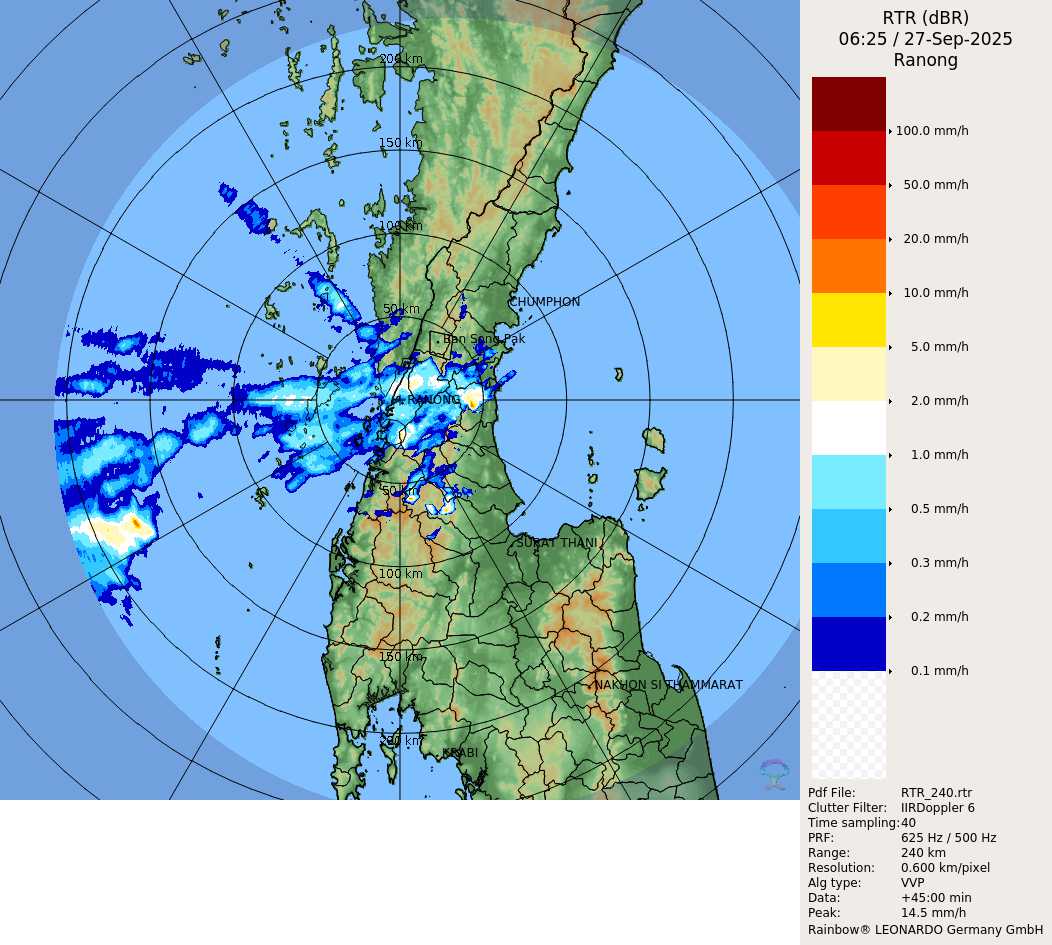 RTR (dBR)
06:25 / 27-Sep-2025
Ranong
200 km
150 km
100 km
50 km
CHUMPHON
Ban Song Pak
RANONG
50 km
SURAT THANI
100 km
150 km
NAKHON SI THAMMARAT
200 km
KRABI
100.0 mm/h
50.0 mm/h
20.0 mm/h
10.0 mm/h
5.0 mm/h
2.0 mm/h
1.0 mm/h
0.5 mm/h
0.3 mm/h
0.2 mm/h
0.1 mm/h
Pdf File: RTR_240.rtr
Clutter Filter: IIRDoppler 6
Time sampling:40
PRF: 625 Hz / 500 Hz
Range: 240 km
Resolution: 0.600 km/pixel
Alg type: VVP
Data: +45:00 min
Peak: 14.5 mm/h
Rainbow® LEONARDO Germany GmbH